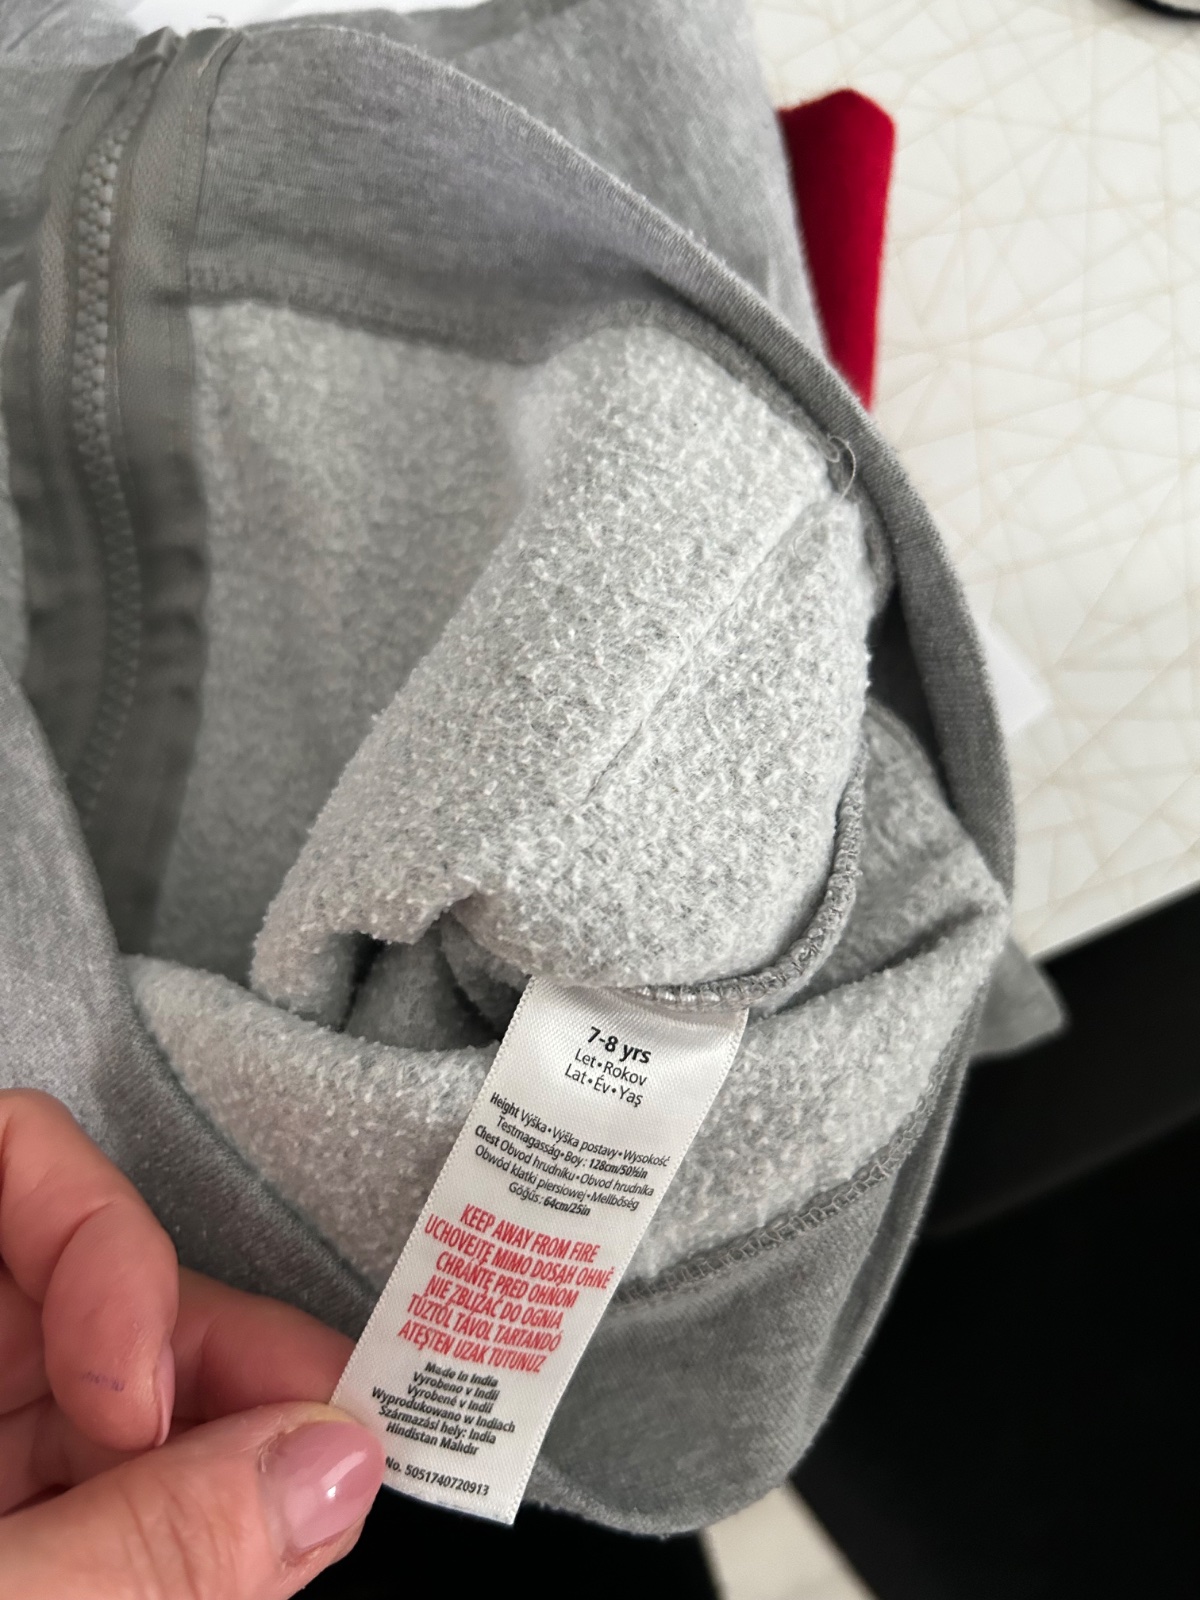 7-8 yrs
Let•Rokov
Lat•Év•Yaş
Height Výška•Výška postavy•Wysokość
Testmagasság•Boy: 128cm/50½in
Chest Obvod hrudníku•Obvod hrudníka
Obwód klatki piersiowej•Mellbőség
Göğüs: 64cm/25in
KEEP AWAY FROM FIRE
UCHOVEJTE MIMO DOSAH OHNĚ
CHRÁŇTE PRED OHŇOM
NIE ZBLIŻAĆ DO OGNIA
TŰZTŐL TÁVOL TARTANDÓ
ATEŞTEN UZAK TUTUNUZ
Made in India
Vyrobeno v Indii
Vyrobené v Indii
Wyprodukowano w Indiach
Származási hely: India
Hindistan Malıdır
No. 5051740720913